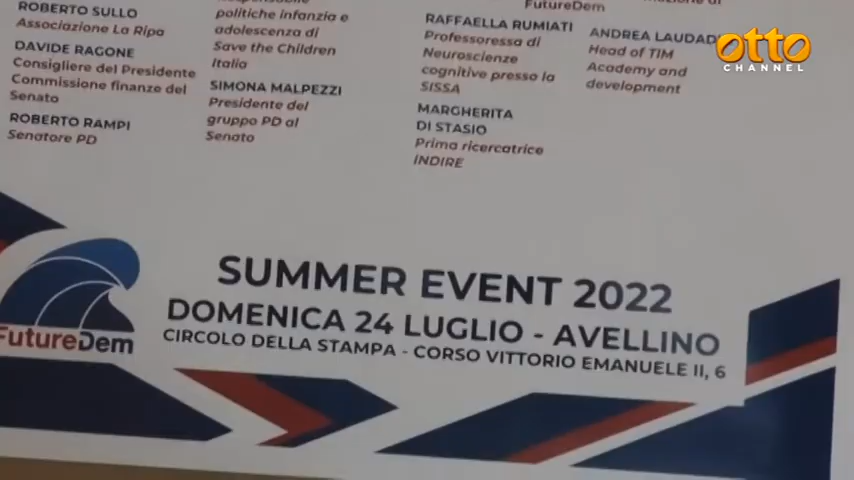 ROBERTO SULLO
Associazione La Ripa
DAVIDE RAGONE
Consigliere del Presidente
Commissione finanze del
Senato
ROBERTO RAMPI
Senatore PD
politiche infanzia e
adolescenza di
Save the Children
Italia
SIMONA MALPEZZI
Presidente del
gruppo PD al
Senato
RAFFAELLA RUMIATI
Professoressa di
Neuroscienze
cognitive presso la
SISSA
MARGHERITA
DI STASIO
Prima ricercatrice
INDIRE
FutureDem
ANDREA LAUDAD
Head of TIM
Academy and
development
OTTO
CHANNEL
SUMMER EVENT 2022
DOMENICA 24 LUGLIO - AVELLINO
CIRCOLO DELLA STAMPA - CORSO VITTORIO EMANUELE II, 6
FutureDem